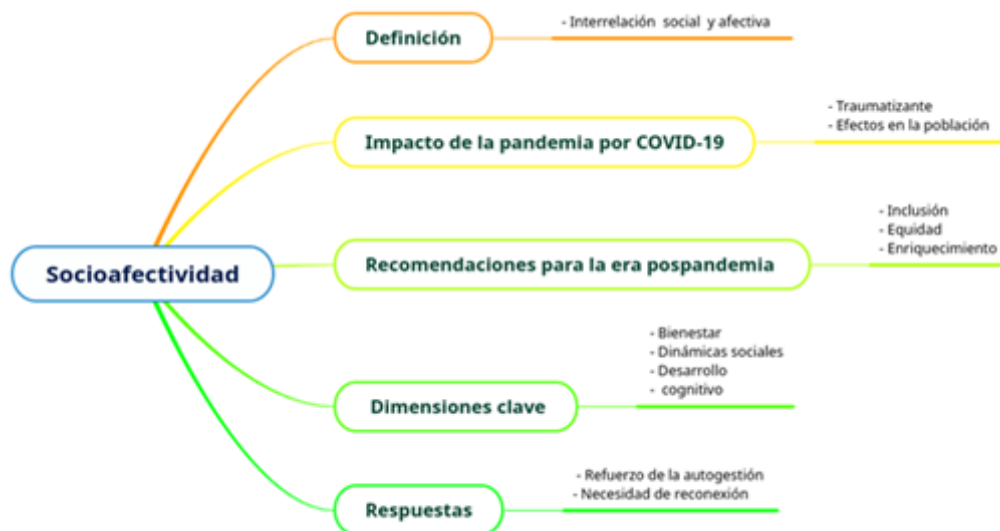 Socioafectividad
Definición
- Interrelación social y afectiva
Impacto de la pandemia por COVID-19
- Traumatizante
- Efectos en la población
Recomendaciones para la era pospandemia
- Inclusión
- Equidad
- Enriquecimiento
Dimensiones clave
- Bienestar
- Dinámicas sociales
- Desarrollo
- cognitivo
Respuestas
- Refuerzo de la autogestión
- Necesidad de reconexión